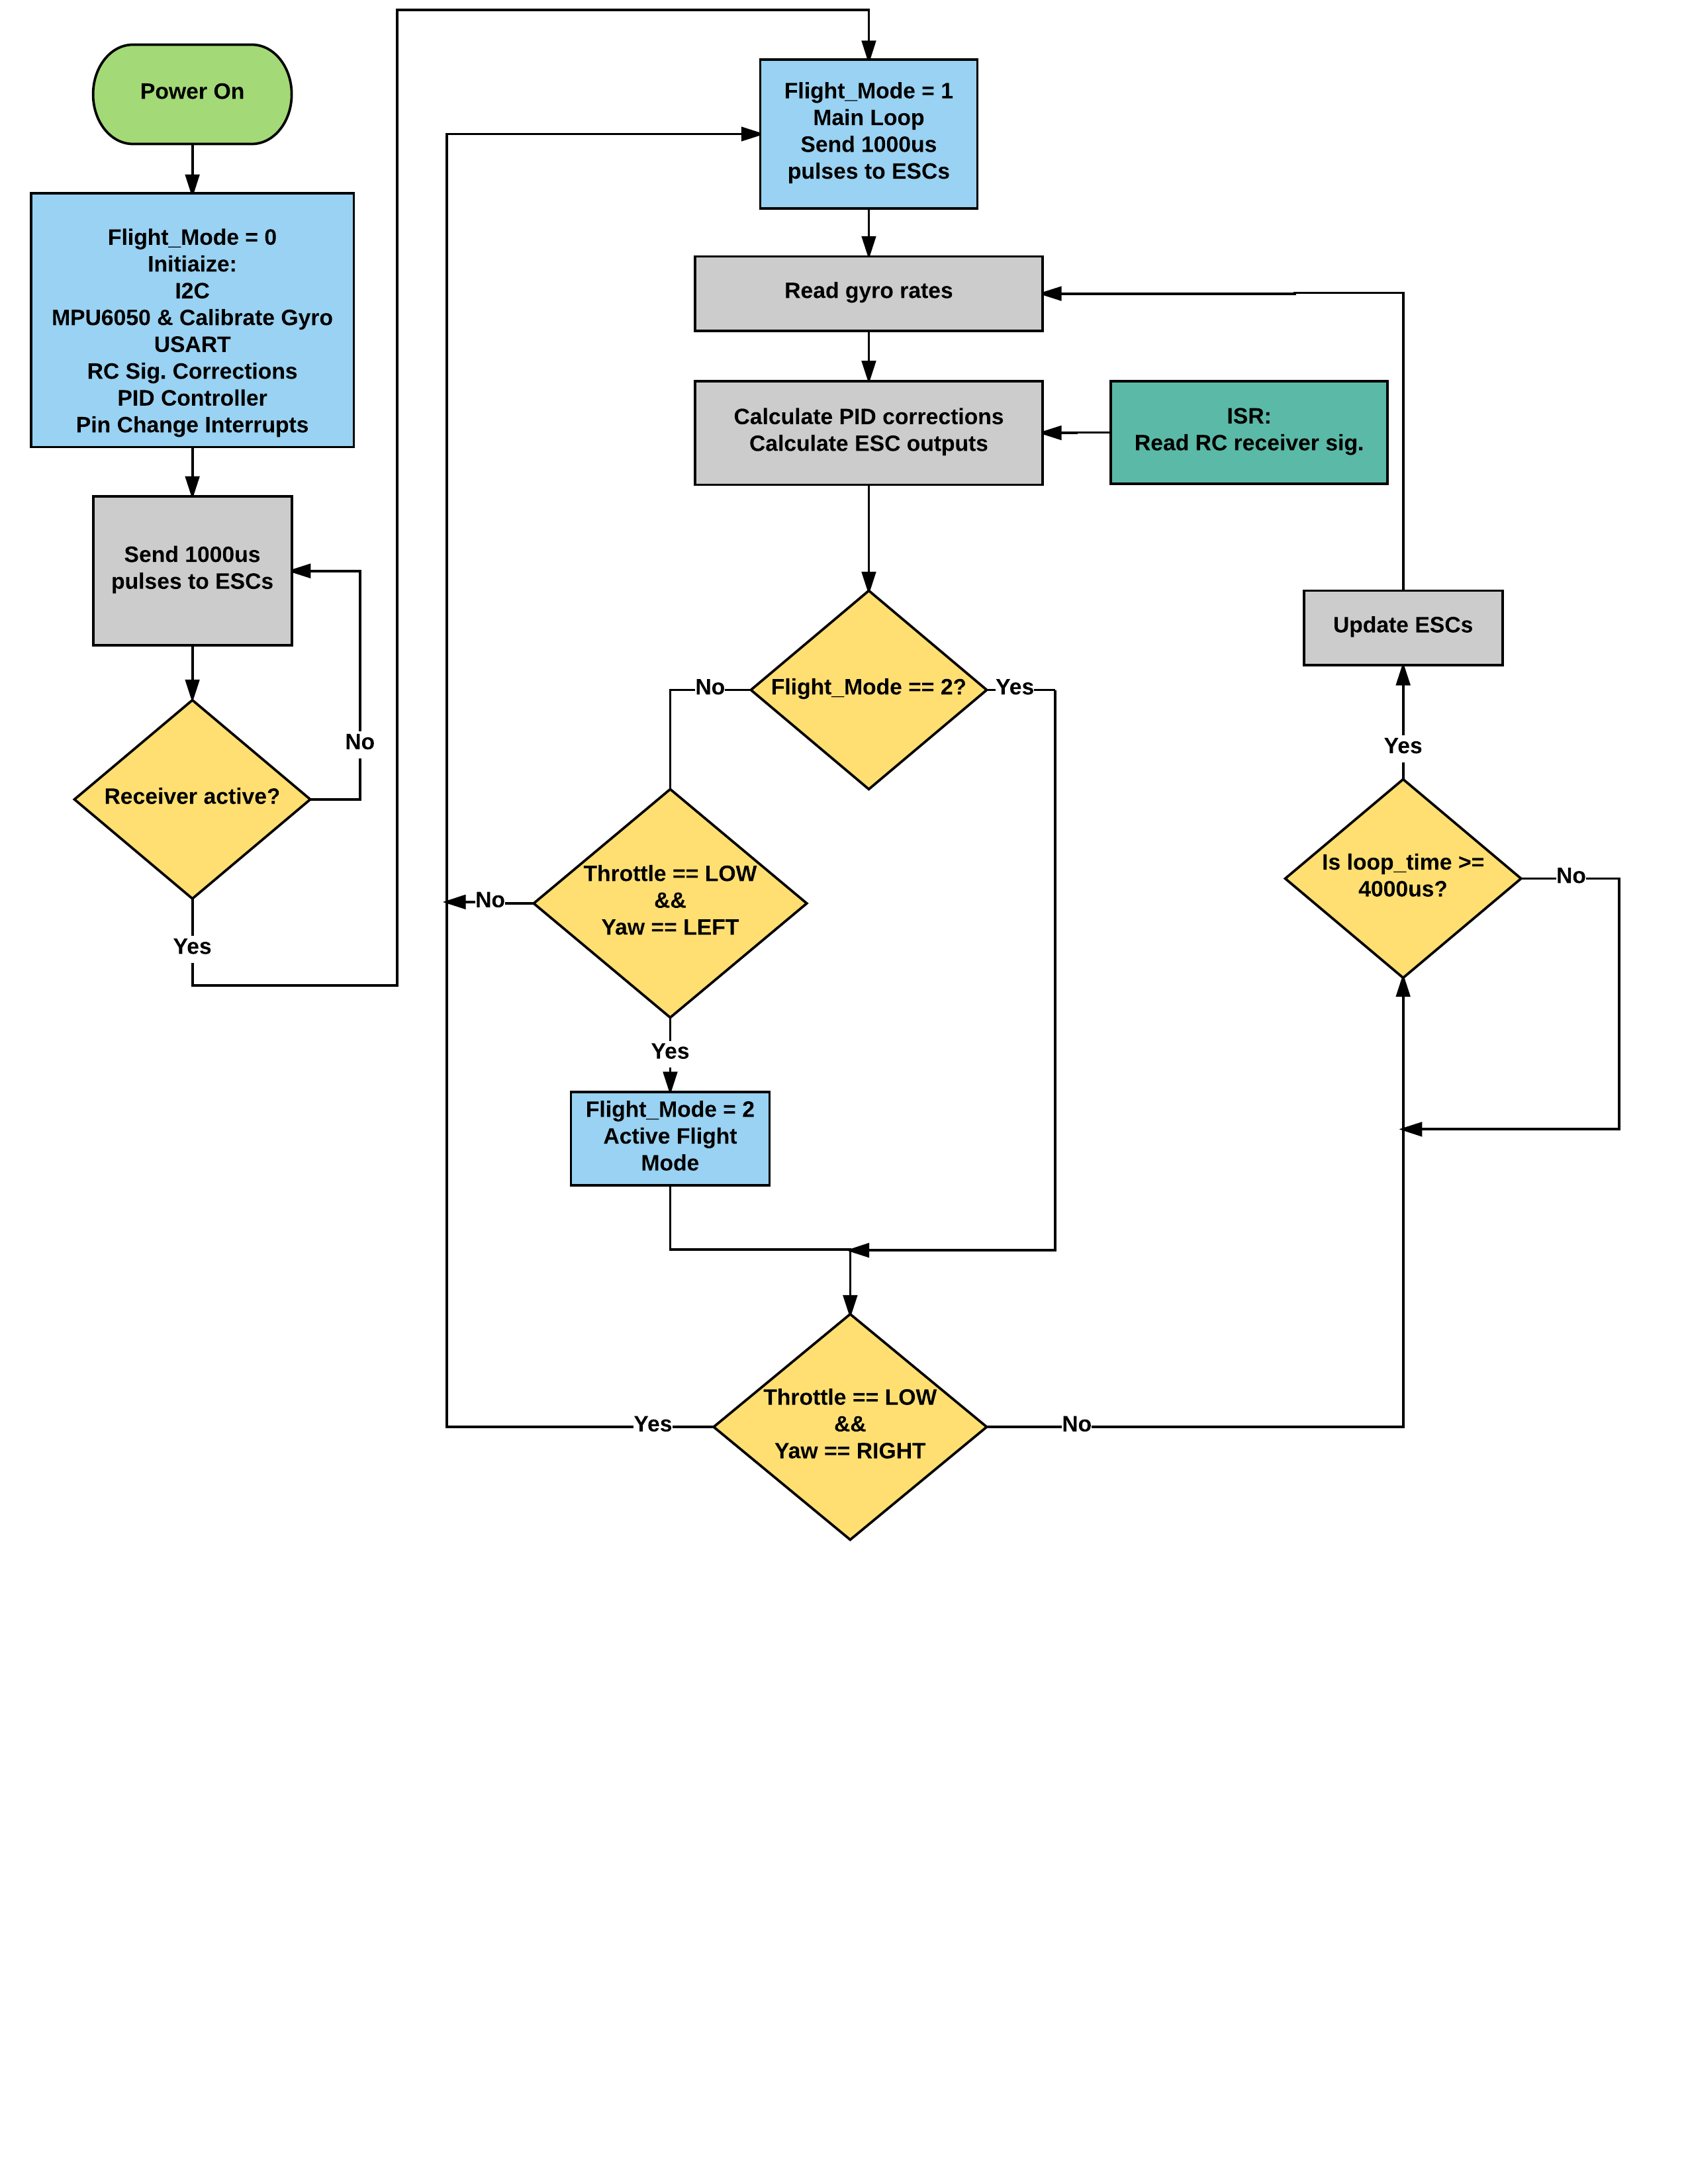 Power On
Flight_Mode = 0
Initiaize:
I2C
MPU6050 & Calibrate Gyro
USART
RC Sig. Corrections
PID Controller
Pin Change Interrupts
Send 1000us
pulses to ESCs
No
Receiver active?
Yes
Flight_Mode = 1
Main Loop
Send 1000us
pulses to ESCs
Read gyro rates
Calculate PID corrections
Calculate ESC outputs
ISR:
Read RC receiver sig.
No
Flight_Mode == 2?
Yes
Throttle == LOW
&&
Yaw == LEFT
No
Yes
Flight_Mode = 2
Active Flight
Mode
Throttle == LOW
&&
Yaw == RIGHT
Yes
No
Update ESCs
Yes
Is loop_time >=
4000us?
No